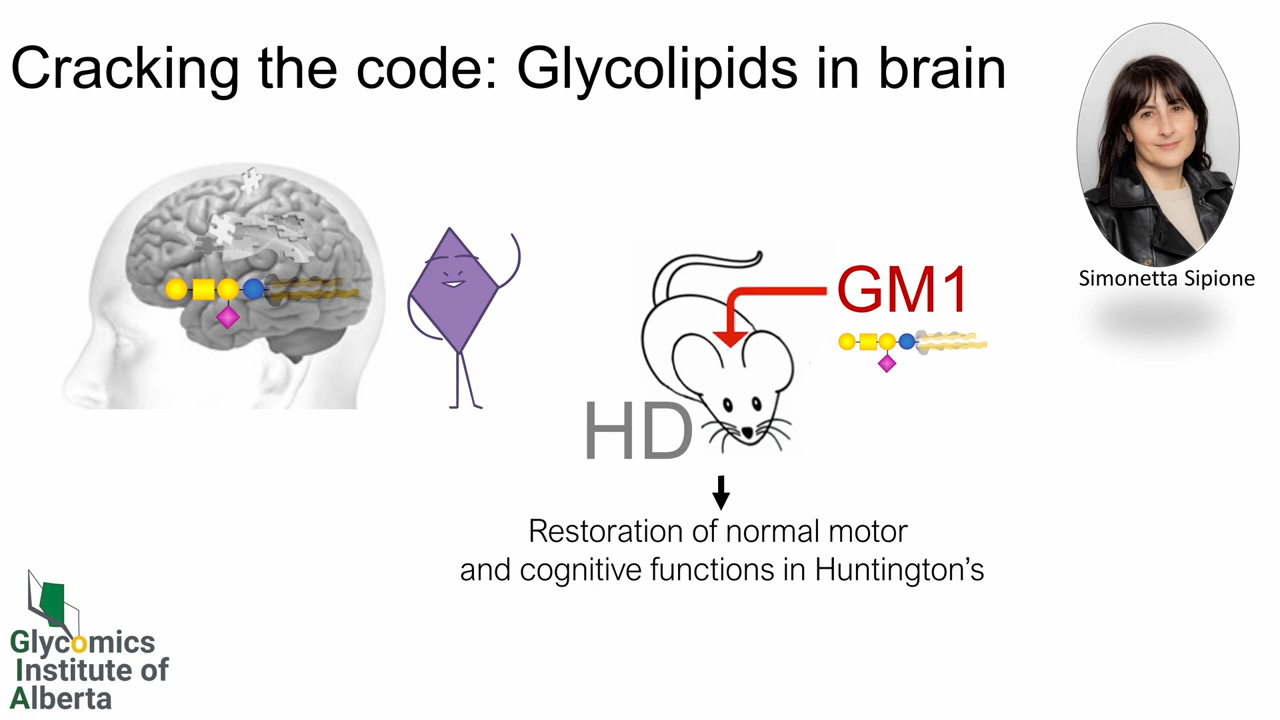 Cracking the code: Glycolipids in brain
Simonetta Sipione
GM1
HD
Restoration of normal motor
and cognitive functions in Huntington's
Glycomics
Institute of
Alberta